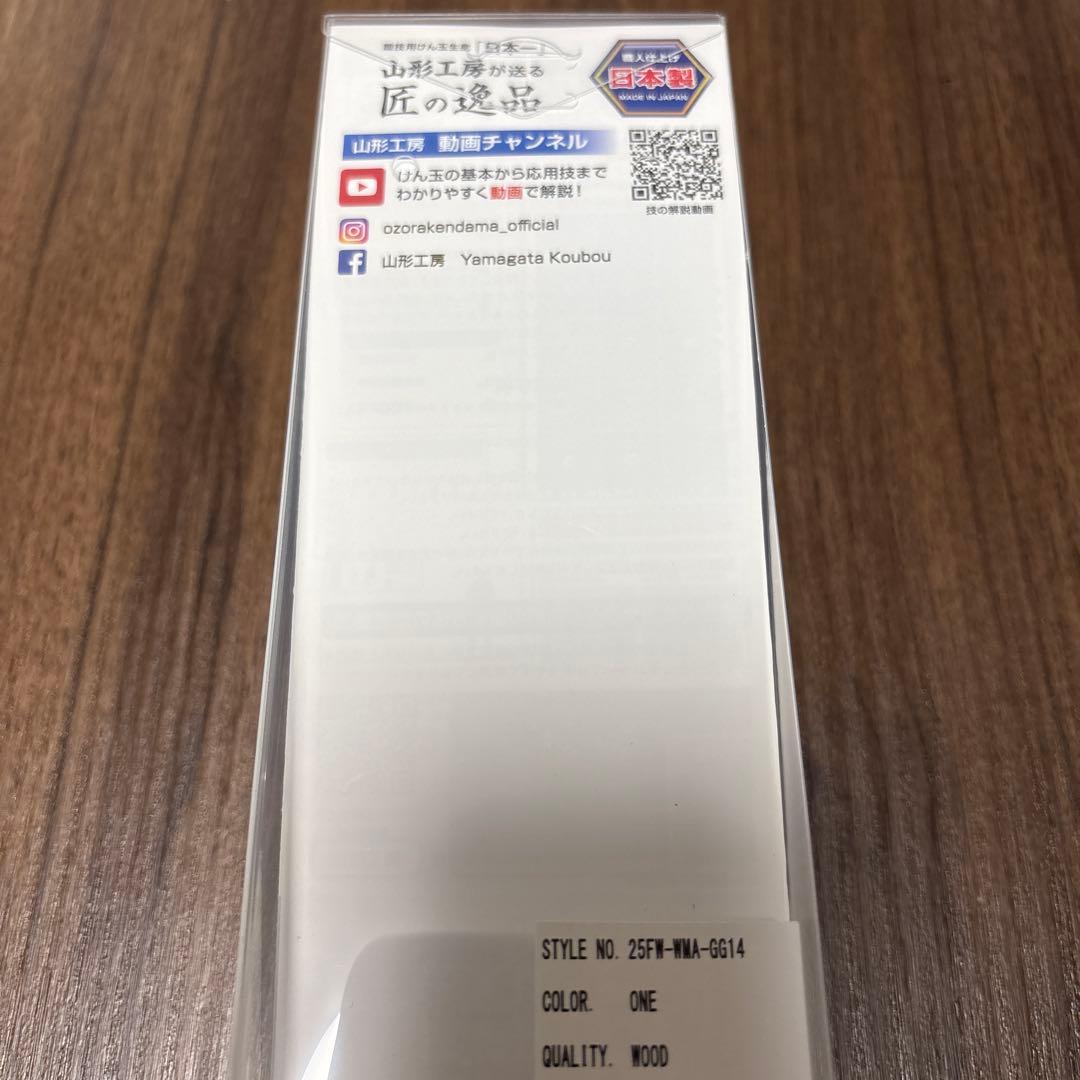 競技用けん玉生産「日本一」
山形工房が送る
匠の逸品
職人仕上げ
日本製
MADE IN JAPAN
山形工房 動画チャンネル
けん玉の基本から応用技まで
わかりやすく動画で解説！
技の解説動画
ozorakendama_official
山形工房 Yamagata Koubou
STYLE NO. 25FW-WMA-GG14
COLOR. ONE
QUALITY. WOOD